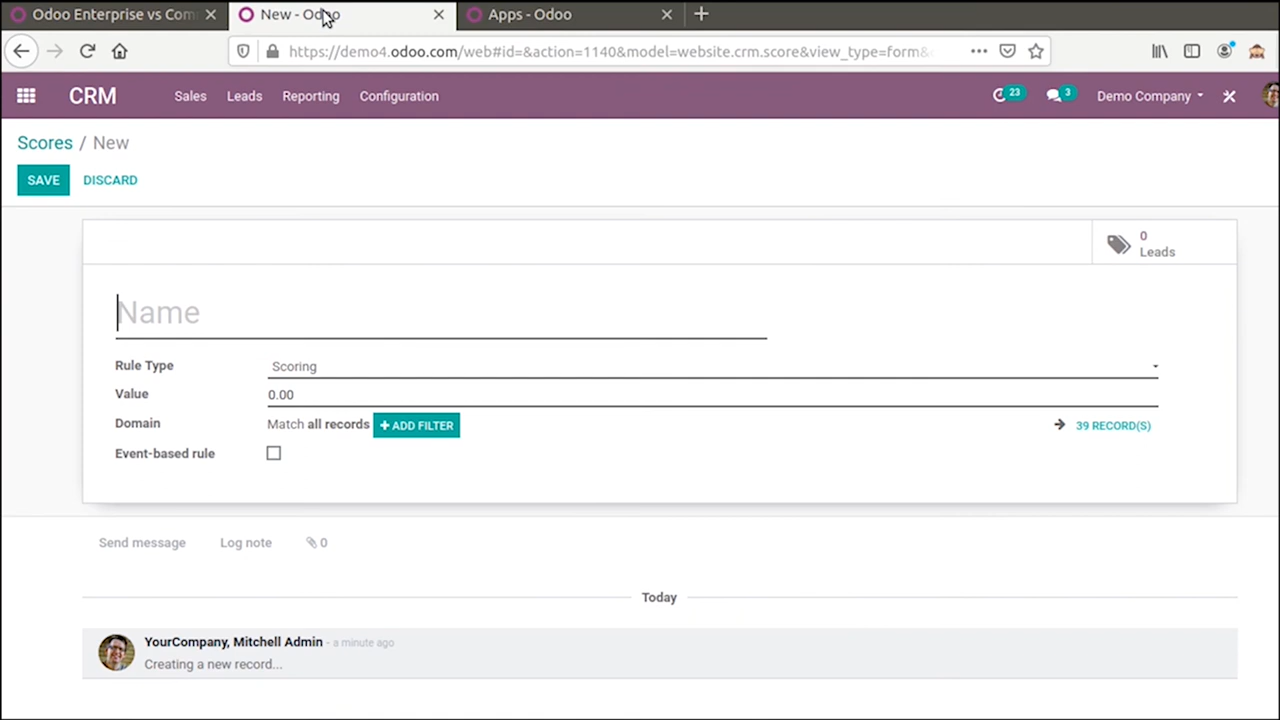 Odoo Enterprise vs Com
New - Odoo
Apps - Odoo
https://demo4.odoo.com/web#id=&action=1140&model=website.crm.score&view_type=form&
CRM Sales Leads Reporting Configuration 23 3 Demo Company
Scores / New
SAVE DISCARD
0
Leads
Name
Rule Type Scoring
Value 0.00
Domain Match all records + ADD FILTER 39 RECORD(S)
Event-based rule
Send message Log note 0
Today
YourCompany, Mitchell Admin - a minute ago
Creating a new record...